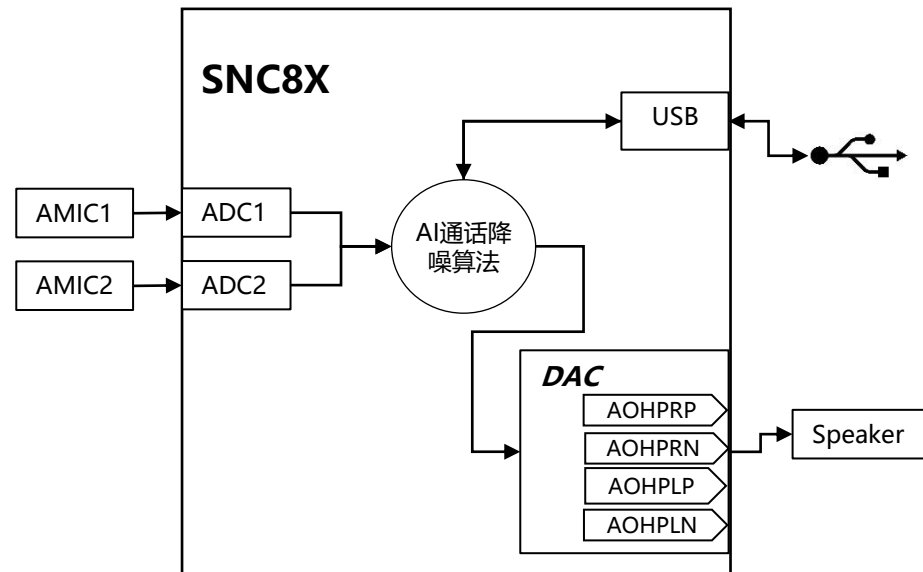 SNC8X
USB
AMIC1
ADC1
AI通话降
噪算法
AMIC2
ADC2
DAC
AOHPRP
AOHPRN
Speaker
AOHPLP
AOHPLN